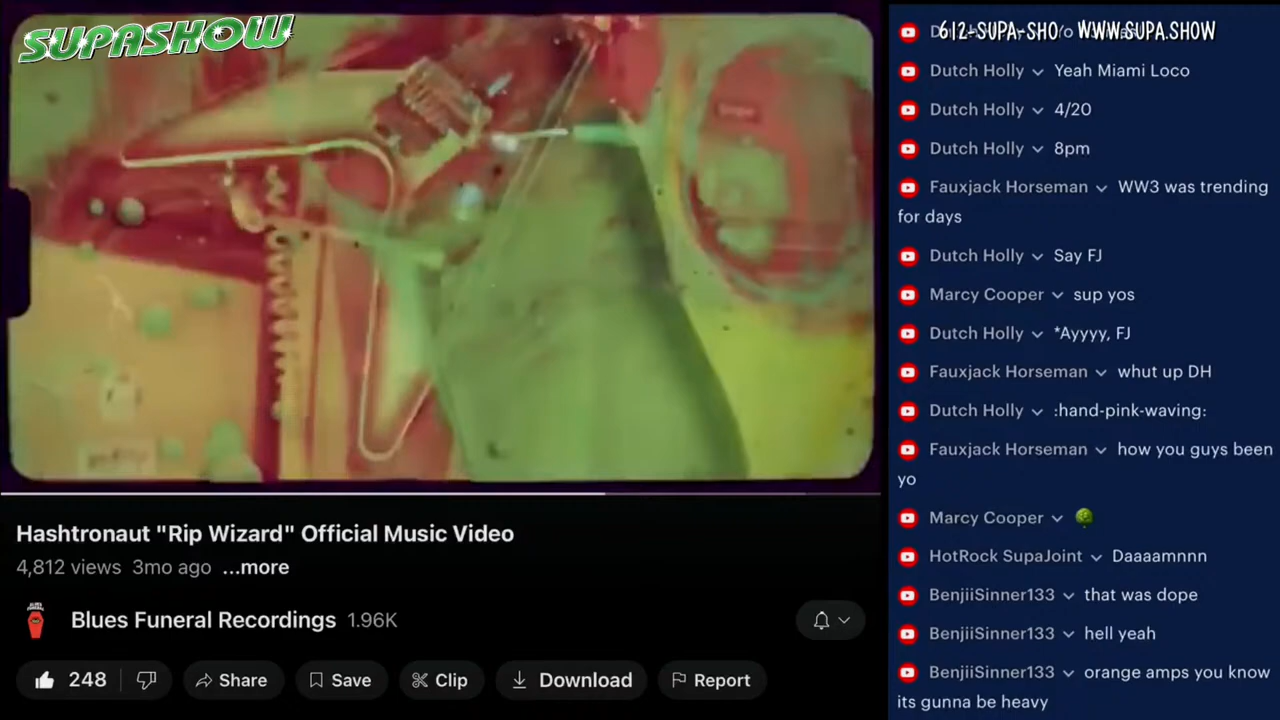 SUPASHOW
612-SUPA-SHO WWW.SUPA.SHOW
Dutch Holly Yeah Miami Loco
Dutch Holly 4/20
Dutch Holly 8pm
Fauxjack Horseman WW3 was trending
for days
Dutch Holly Say FJ
Marcy Cooper sup yos
Dutch Holly *Ayyyy, FJ
Fauxjack Horseman whut up DH
Dutch Holly :hand-pink-waving:
Fauxjack Horseman how you guys been
yo
Marcy Cooper
HotRock SupaJoint Daaaamnnn
BenjiiSinner133 that was dope
BenjiiSinner133 hell yeah
BenjiiSinner133 orange amps you know
its gunna be heavy
Hashtronaut "Rip Wizard" Official Music Video
4,812 views 3mo ago ...more
Blues Funeral Recordings 1.96K
248 Share Save Clip Download Report